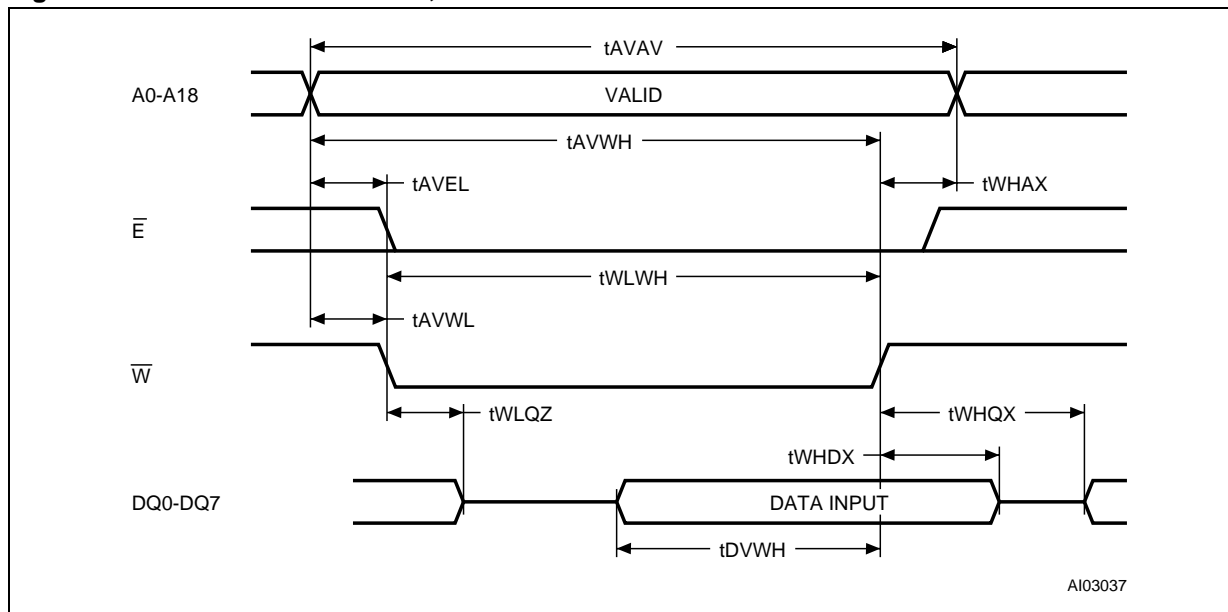 tAVAV
A0-A18
VALID
tAVWH
tAVEL
tWHAX
E̅
tWLWH
tAVWL
W̅
tWLQZ
tWHQX
tWHDX
DQ0-DQ7
DATA INPUT
tDVWH
AI03037